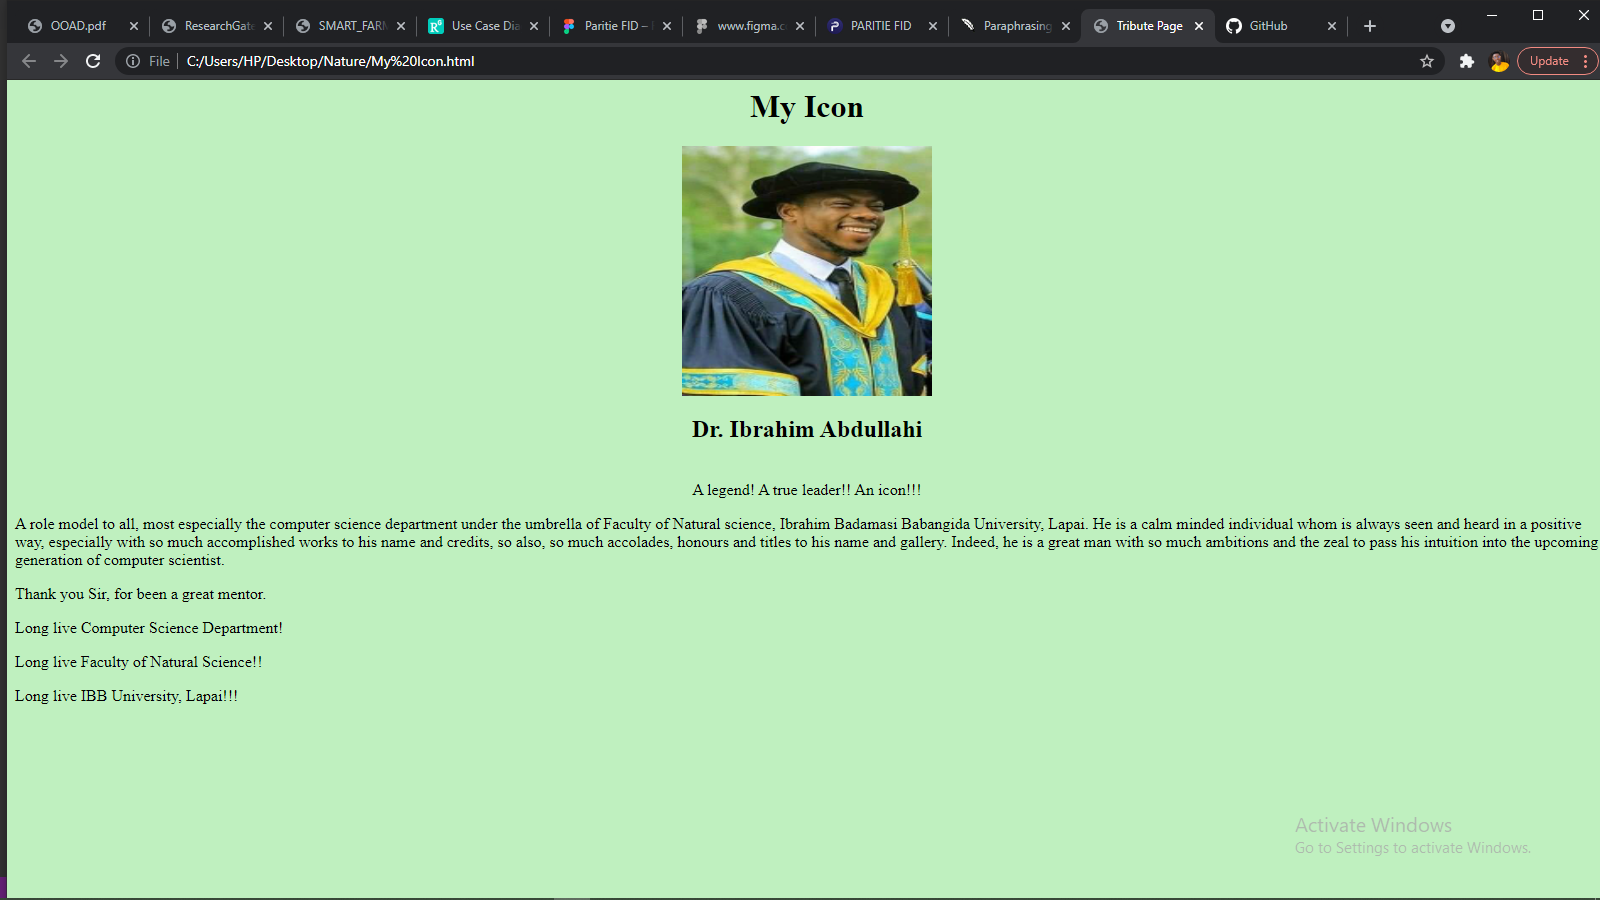 OOAD.pdf
ResearchGate
SMART_FARM
Use Case Dia
Paritie FID –
www.figma.c
PARITIE FID
Paraphrasing
Tribute Page
GitHub
File
C:/Users/HP/Desktop/Nature/My%20Icon.html
Update
My Icon
Dr. Ibrahim Abdullahi
A legend! A true leader!! An icon!!!
A role model to all, most especially the computer science department under the umbrella of Faculty of Natural science, Ibrahim Badamasi Babangida University, Lapai. He is a calm minded individual whom is always seen and heard in a positive
way, especially with so much accomplished works to his name and credits, so also, so much accolades, honours and titles to his name and gallery. Indeed, he is a great man with so much ambitions and the zeal to pass his intuition into the upcoming
generation of computer scientist.
Thank you Sir, for been a great mentor.
Long live Computer Science Department!
Long live Faculty of Natural Science!!
Long live IBB University, Lapai!!!
Activate Windows
Go to Settings to activate Windows.